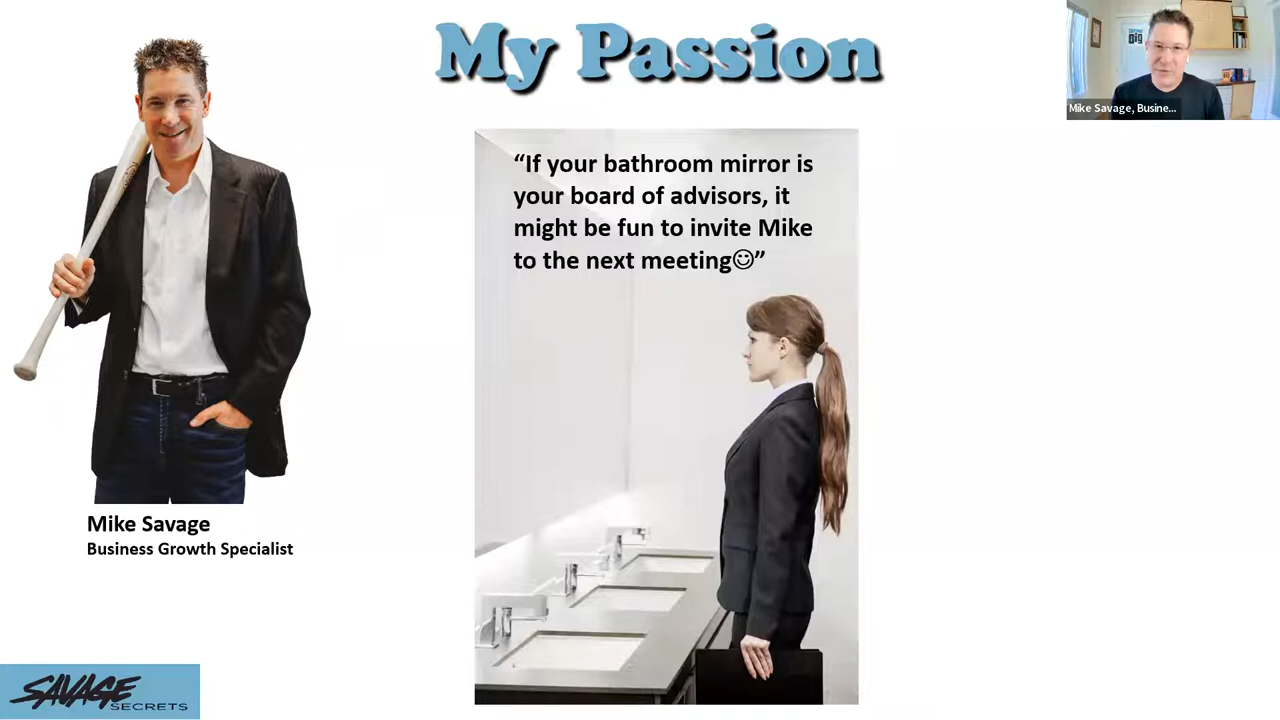 My Passion
Mike Savage, Busine...
“If your bathroom mirror is
your board of advisors, it
might be fun to invite Mike
to the next meeting☺”
Mike Savage
Business Growth Specialist
SAVAGE
SECRETS